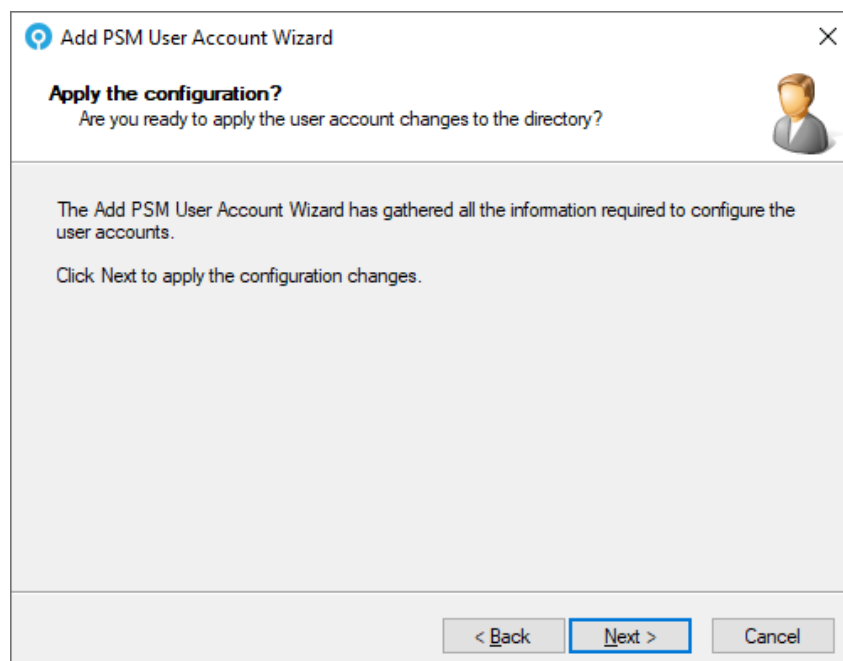 Add PSM User Account Wizard
Apply the configuration?
Are you ready to apply the user account changes to the directory?
The Add PSM User Account Wizard has gathered all the information required to configure the
user accounts.
Click Next to apply the configuration changes.
< Back Next > Cancel